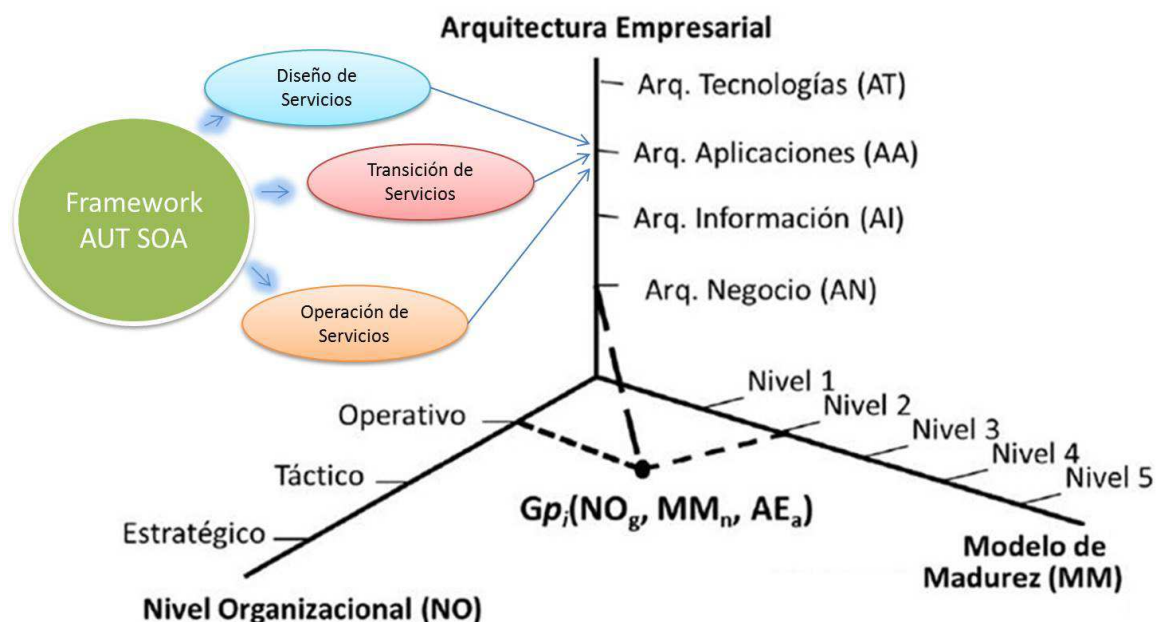 Arquitectura Empresarial
Diseño de
Servicios
Arq. Tecnologías (AT)
Transición de
Servicios
Arq. Aplicaciones (AA)
Framework
AUT SOA
Arq. Información (AI)
Arq. Negocio (AN)
Operación de
Servicios
Nivel 1
Nivel 2
Nivel 3
Nivel 4
Nivel 5
Operativo
Táctico
Estratégico
Gpᵢ(NOg, MMn, AEa)
Modelo de
Madurez (MM)
Nivel Organizacional (NO)